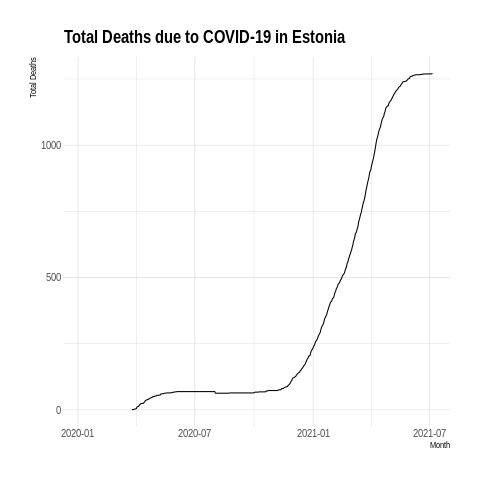 Total Deaths due to COVID-19 in Estonia
Total Deaths
1000
500
0
2020-01 2020-07 2021-01 2021-07
Month